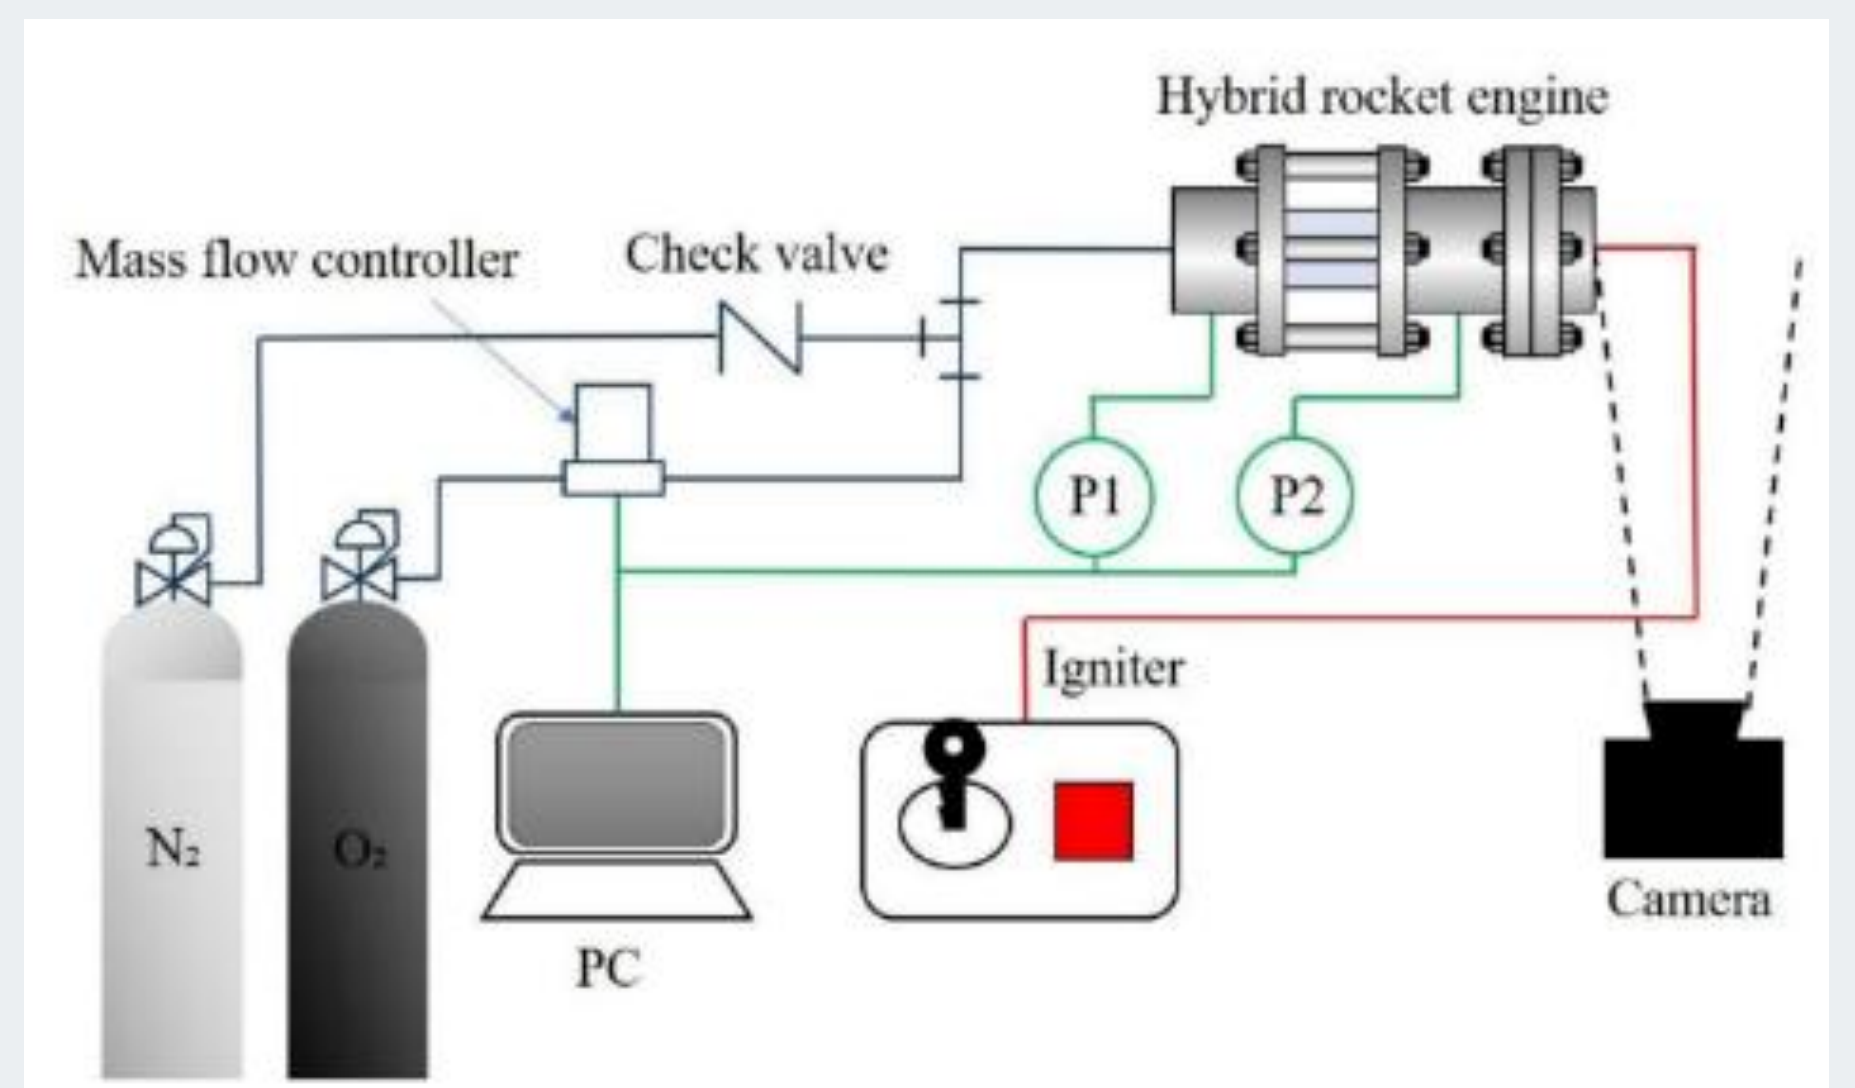 Hybrid rocket engine
Mass flow controller
Check valve
P1
P2
Igniter
N₂
O₂
Camera
PC